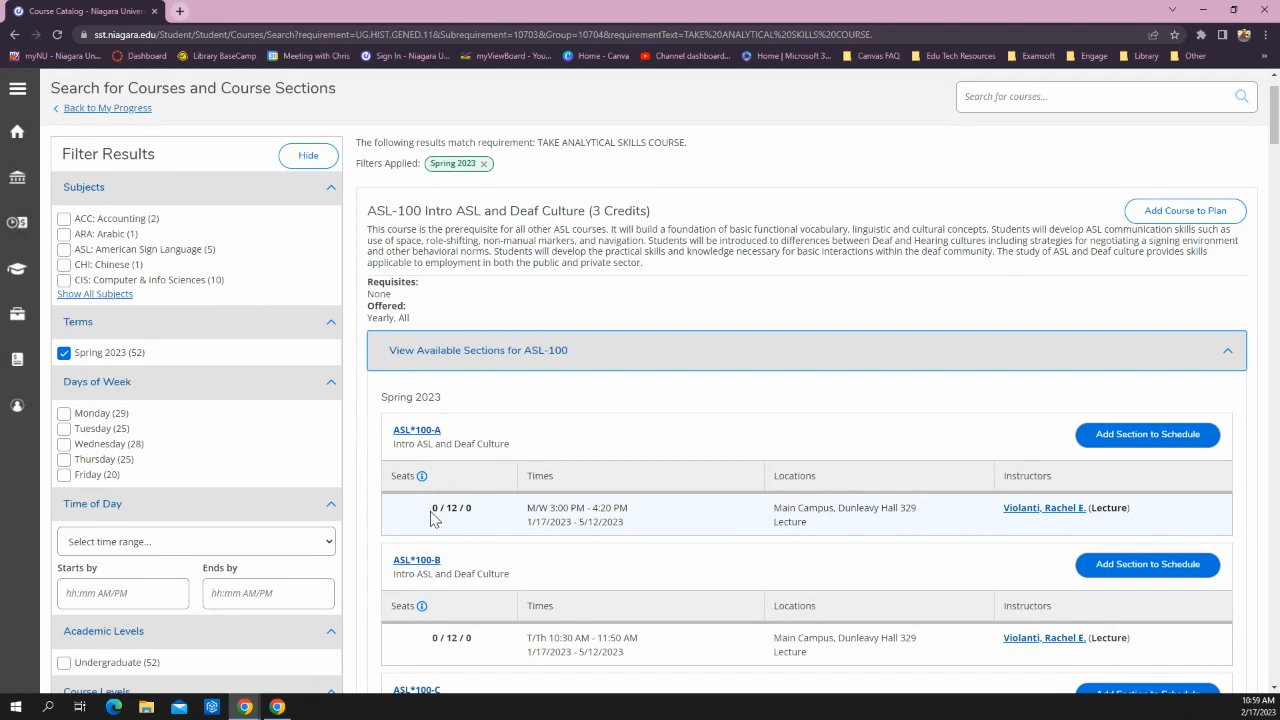 Course Catalog - Niagara Univer
sst.niagara.edu/Student/Student/Courses/Search?requirement=UG.HIST.GENED.11&Subrequirement=10703&Group=10704&requirementText=TAKE%20ANALYTICAL%20SKILLS%20COURSE.
myNU - Niagara Un...
Dashboard
Library BaseCamp
Meeting with Chris
Sign In - Niagara U...
myViewBoard - You...
Home - Canva
Channel dashboard...
Home | Microsoft 3...
Canvas FAQ
Edu Tech Resources
Examsoft
Engage
Library
Other
Search for Courses and Course Sections
Back to My Progress
Search for courses...
Filter Results
Hide
Subjects
ACC: Accounting (2)
ARA: Arabic (1)
ASL: American Sign Language (5)
CHI: Chinese (1)
CIS: Computer & Info Sciences (10)
Show All Subjects
Terms
Spring 2023 (52)
Days of Week
Monday (29)
Tuesday (25)
Wednesday (28)
Thursday (25)
Friday (20)
Time of Day
Select time range...
Starts by
Ends by
hh:mm AM/PM
hh:mm AM/PM
Academic Levels
Undergraduate (52)
Course Levels
The following results match requirement: TAKE ANALYTICAL SKILLS COURSE.
Filters Applied: Spring 2023
ASL-100 Intro ASL and Deaf Culture (3 Credits)
Add Course to Plan
This course is the prerequisite for all other ASL courses. It will build a foundation of basic functional vocabulary, linguistic and cultural concepts. Students will develop ASL communication skills such as
use of space, role-shifting, non-manual markers, and navigation. Students will be introduced to differences between Deaf and Hearing cultures including strategies for negotiating a signing environment
and other behavioral norms. Students will develop the practical skills and knowledge necessary for basic interactions within the deaf community. The study of ASL and Deaf culture provides skills
applicable to employment in both the public and private sector.
Requisites:
None
Offered:
Yearly, All
View Available Sections for ASL-100
Spring 2023
ASL*100-A
Intro ASL and Deaf Culture
Add Section to Schedule
Seats
Times
Locations
Instructors
0 / 12 / 0
M/W 3:00 PM - 4:20 PM
1/17/2023 - 5/12/2023
Main Campus, Dunleavy Hall 329
Lecture
Violanti, Rachel E. (Lecture)
ASL*100-B
Intro ASL and Deaf Culture
Add Section to Schedule
Seats
Times
Locations
Instructors
0 / 12 / 0
T/Th 10:30 AM - 11:50 AM
1/17/2023 - 5/12/2023
Main Campus, Dunleavy Hall 329
Lecture
Violanti, Rachel E. (Lecture)
ASL*100-C
Add Section to Schedule
10:59 AM
2/17/2023